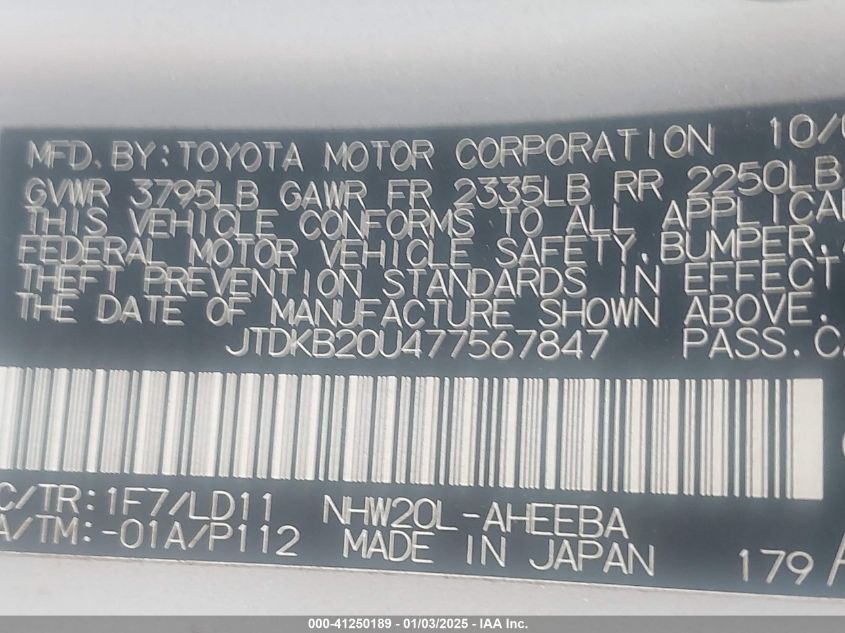 MFD. BY: TOYOTA MOTOR CORPORATION 10/
GVWR 3795LB GAWR FR 2335LB RR 2250LB
THIS VEHICLE CONFORMS TO ALL APPLICA
FEDERAL MOTOR VEHICLE SAFETY, BUMPER,
THEFT PREVENTION STANDARDS IN EFFECT
THE DATE OF MANUFACTURE SHOWN ABOVE.
JTDKB20U477567847 PASS. CA
C/TR: 1F7/LD11 NHW20L-AHEEBA
A/TM: -01A/P112 MADE IN JAPAN 179 A
000-41250189 - 01/03/2025 - IAA Inc.